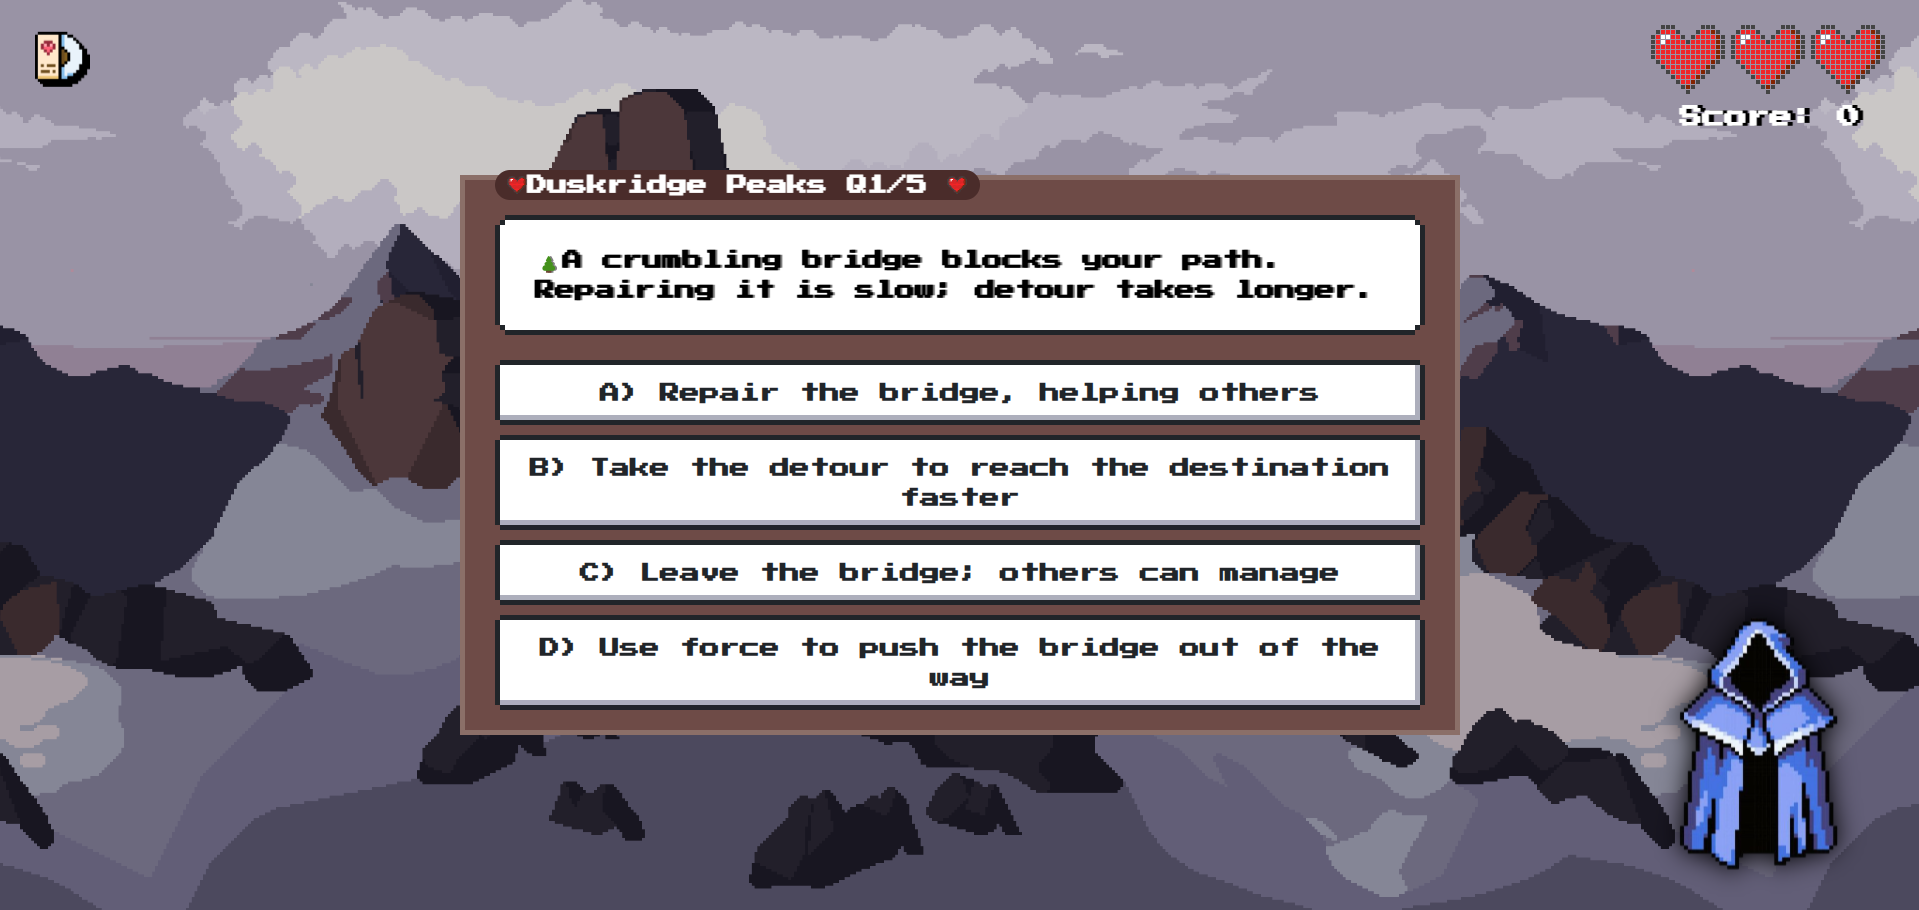 Score: 0
Duskridge Peaks Q1/5
A crumbling bridge blocks your path.
Repairing it is slow; detour takes longer.
A) Repair the bridge, helping others
B) Take the detour to reach the destination
faster
C) Leave the bridge; others can manage
D) Use force to push the bridge out of the
way